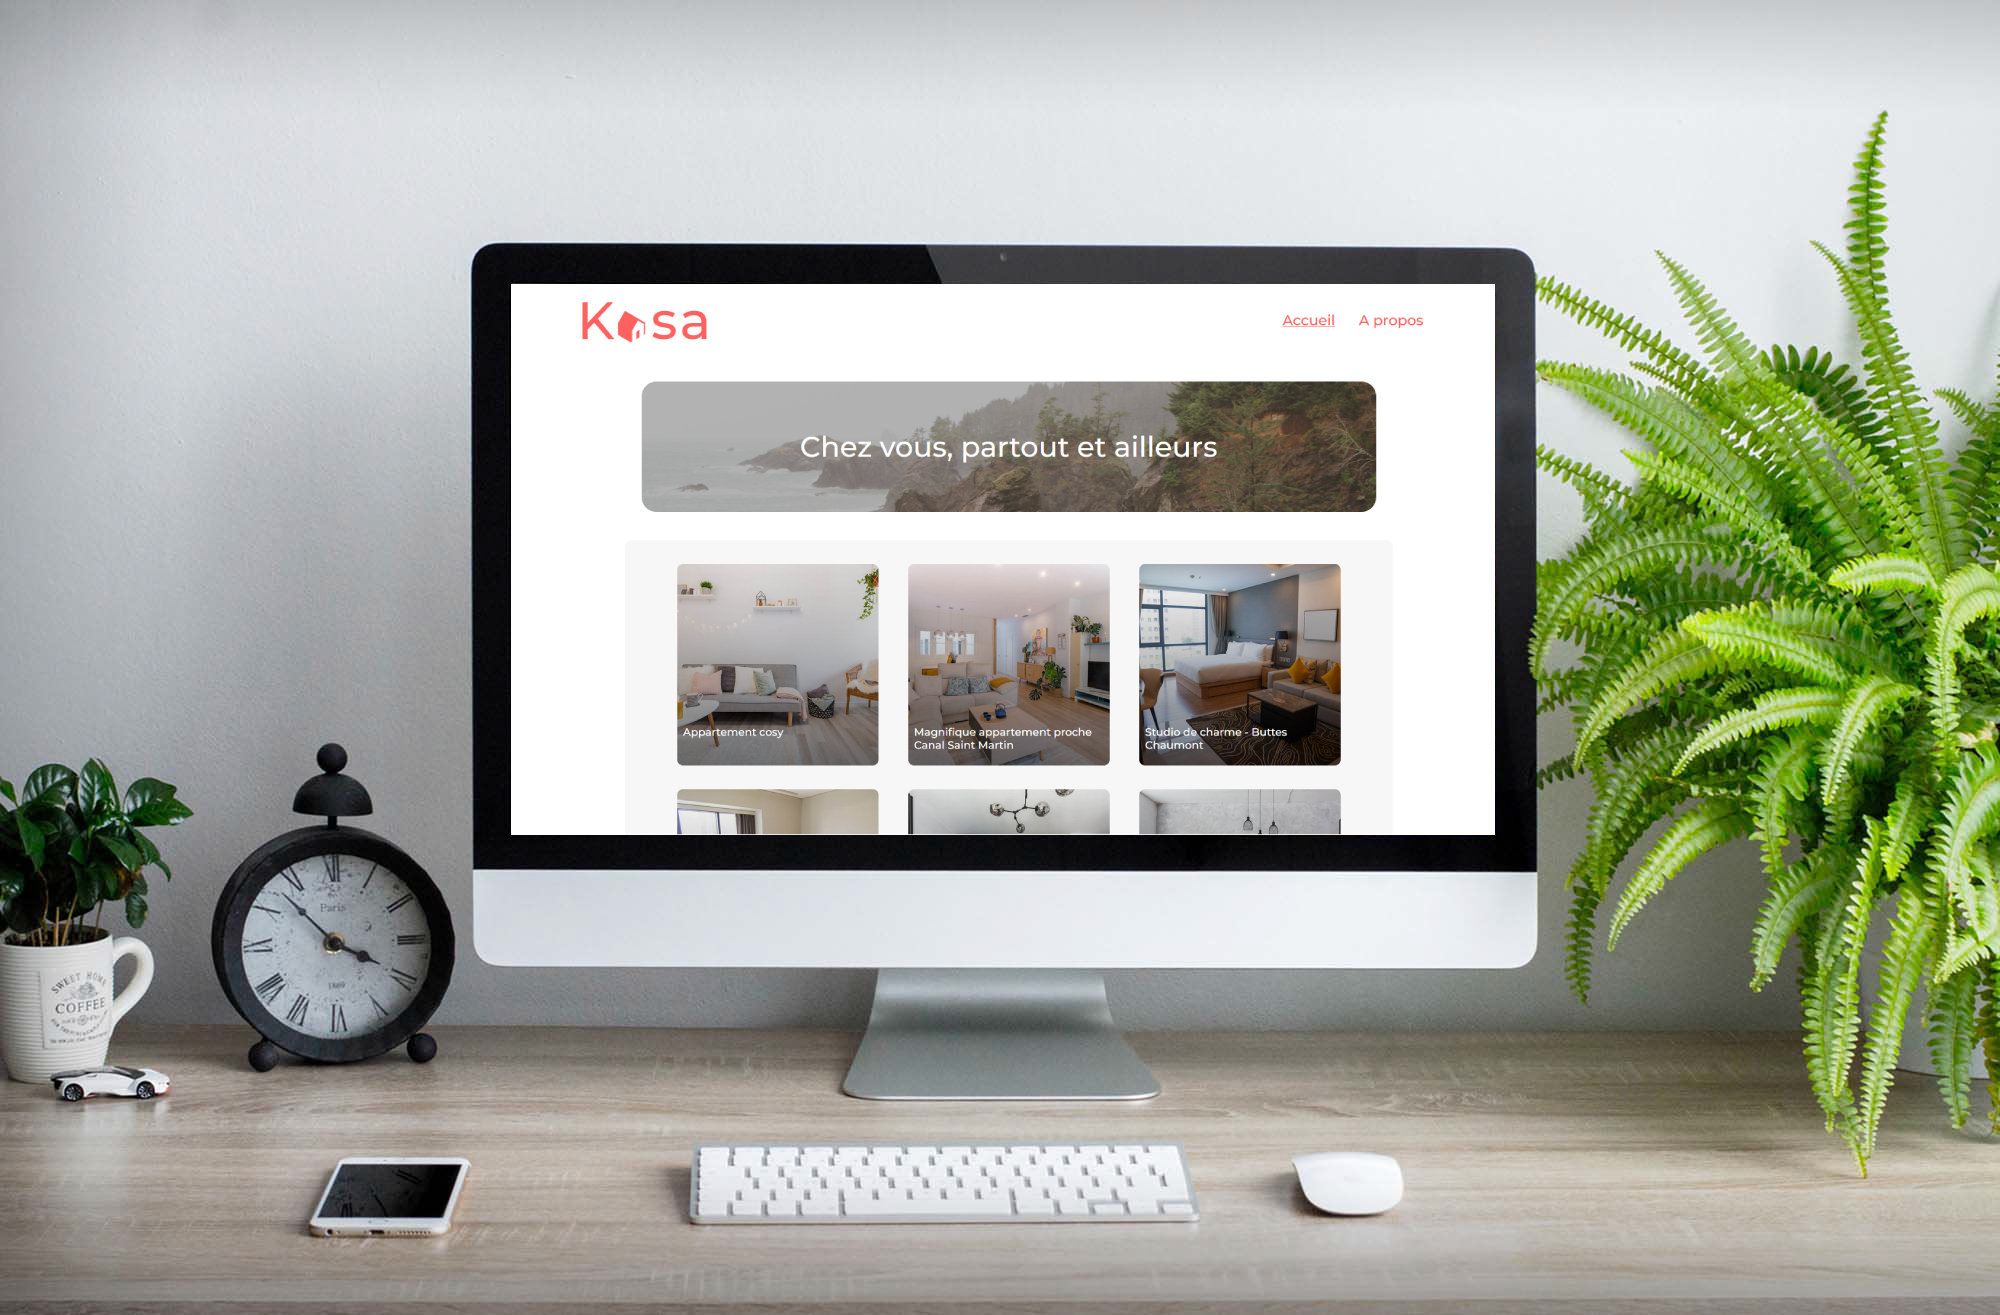 Kasa
Accueil A propos
Chez vous, partout et ailleurs
Appartement cosy
Magnifique appartement proche
Canal Saint Martin
Studio de charme - Buttes
Chaumont
Paris
1869
SWEET HOME
COFFEE